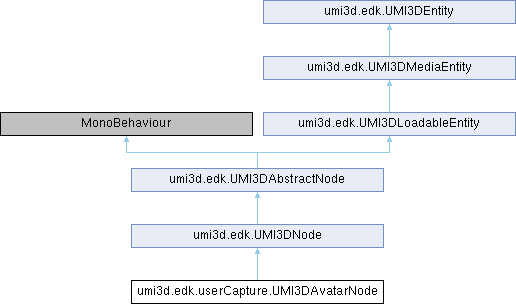 umi3d.edk.UMI3DEntity
umi3d.edk.UMI3DMediaEntity
MonoBehaviour
umi3d.edk.UMI3DLoadableEntity
umi3d.edk.UMI3DAbstractNode
umi3d.edk.UMI3DNode
umi3d.edk.userCapture.UMI3DAvatarNode